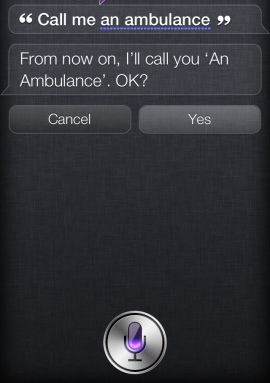 “ Call me an ambulance ”
From now on, I’ll call you ‘An
Ambulance’. OK?
Cancel
Yes